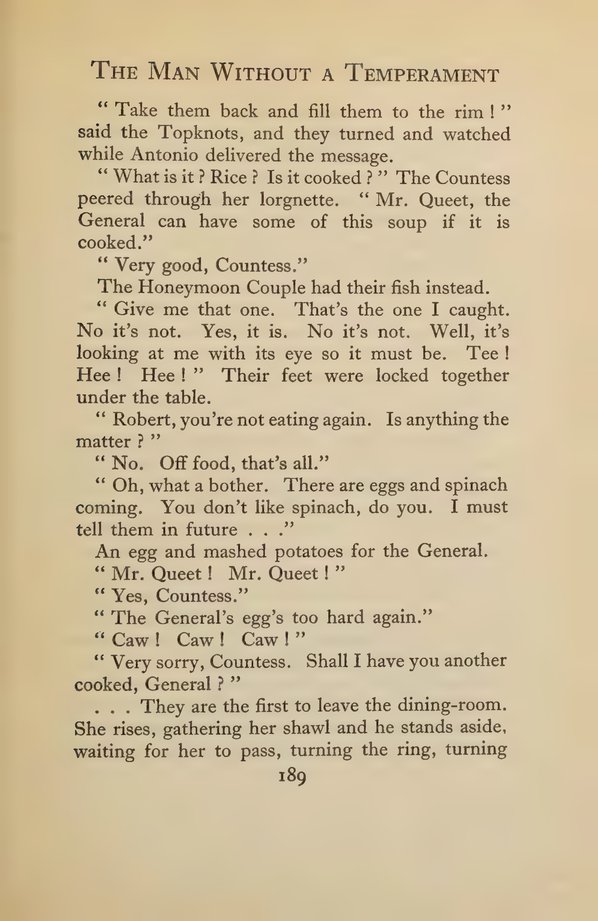 The Man Without a Temperament
“ Take them back and fill them to the rim ! ”
said the Topknots, and they turned and watched
while Antonio delivered the message.
“ What is it ? Rice ? Is it cooked ? ” The Countess
peered through her lorgnette. “ Mr. Queet, the
General can have some of this soup if it is
cooked.”
“ Very good, Countess.”
The Honeymoon Couple had their fish instead.
“ Give me that one. That’s the one I caught.
No it’s not. Yes, it is. No it’s not. Well, it’s
looking at me with its eye so it must be. Tee !
Hee ! Hee ! ” Their feet were locked together
under the table.
“ Robert, you’re not eating again. Is anything the
matter ? ”
“ No. Off food, that’s all.”
“ Oh, what a bother. There are eggs and spinach
coming. You don’t like spinach, do you. I must
tell them in future . . .”
An egg and mashed potatoes for the General.
“ Mr. Queet ! Mr. Queet ! ”
“ Yes, Countess.”
“ The General’s egg’s too hard again.”
“ Caw ! Caw ! Caw ! ”
“ Very sorry, Countess. Shall I have you another
cooked, General ? ”
. . . They are the first to leave the dining-room.
She rises, gathering her shawl and he stands aside,
waiting for her to pass, turning the ring, turning
189